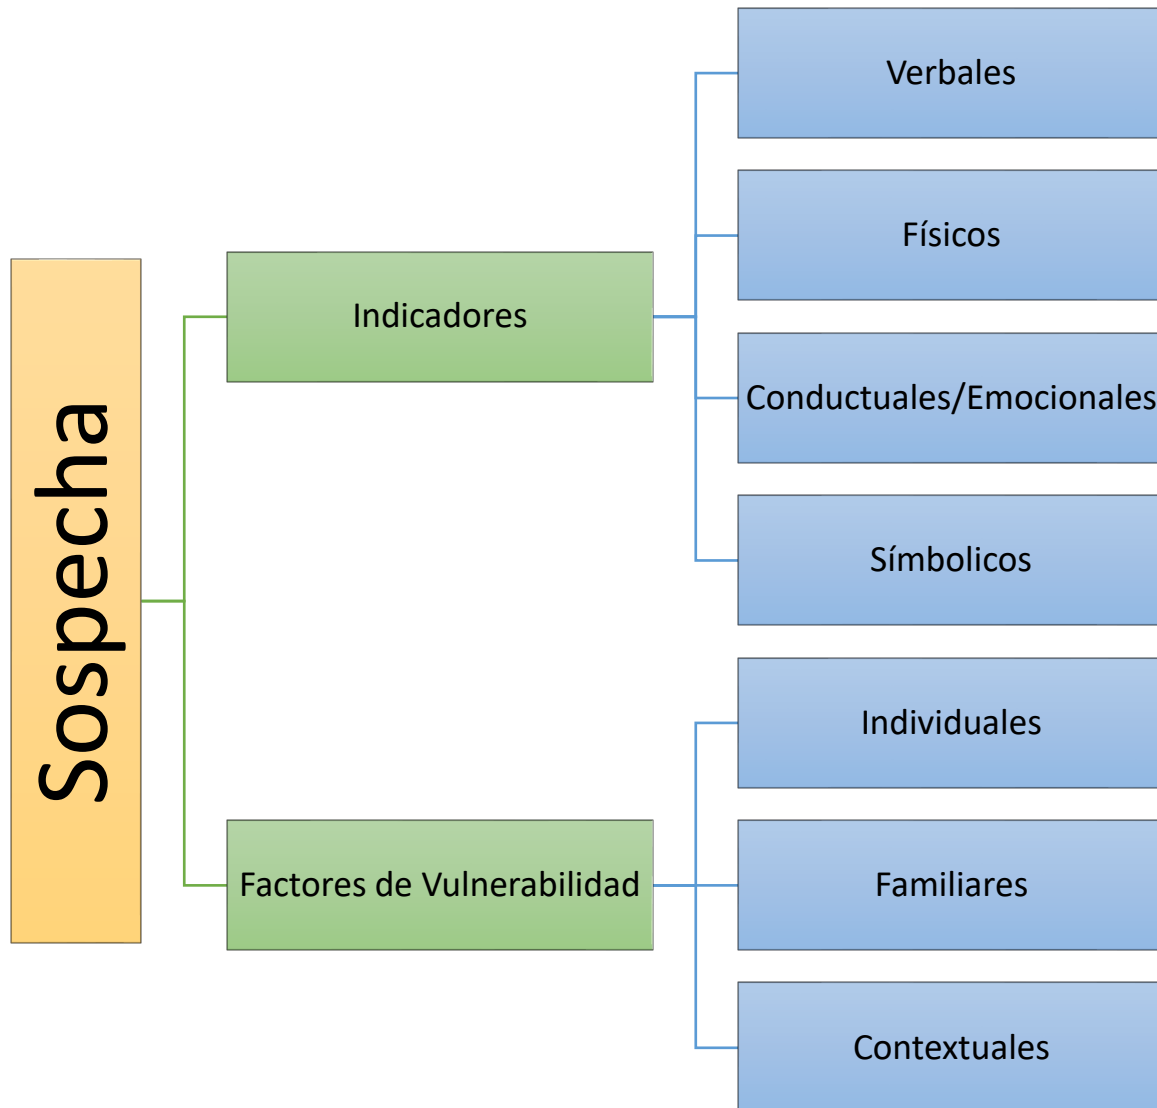 Sospecha
Indicadores
Verbales
Físicos
Conductuales/Emocionales
Símbolicos
Factores de Vulnerabilidad
Individuales
Familiares
Contextuales